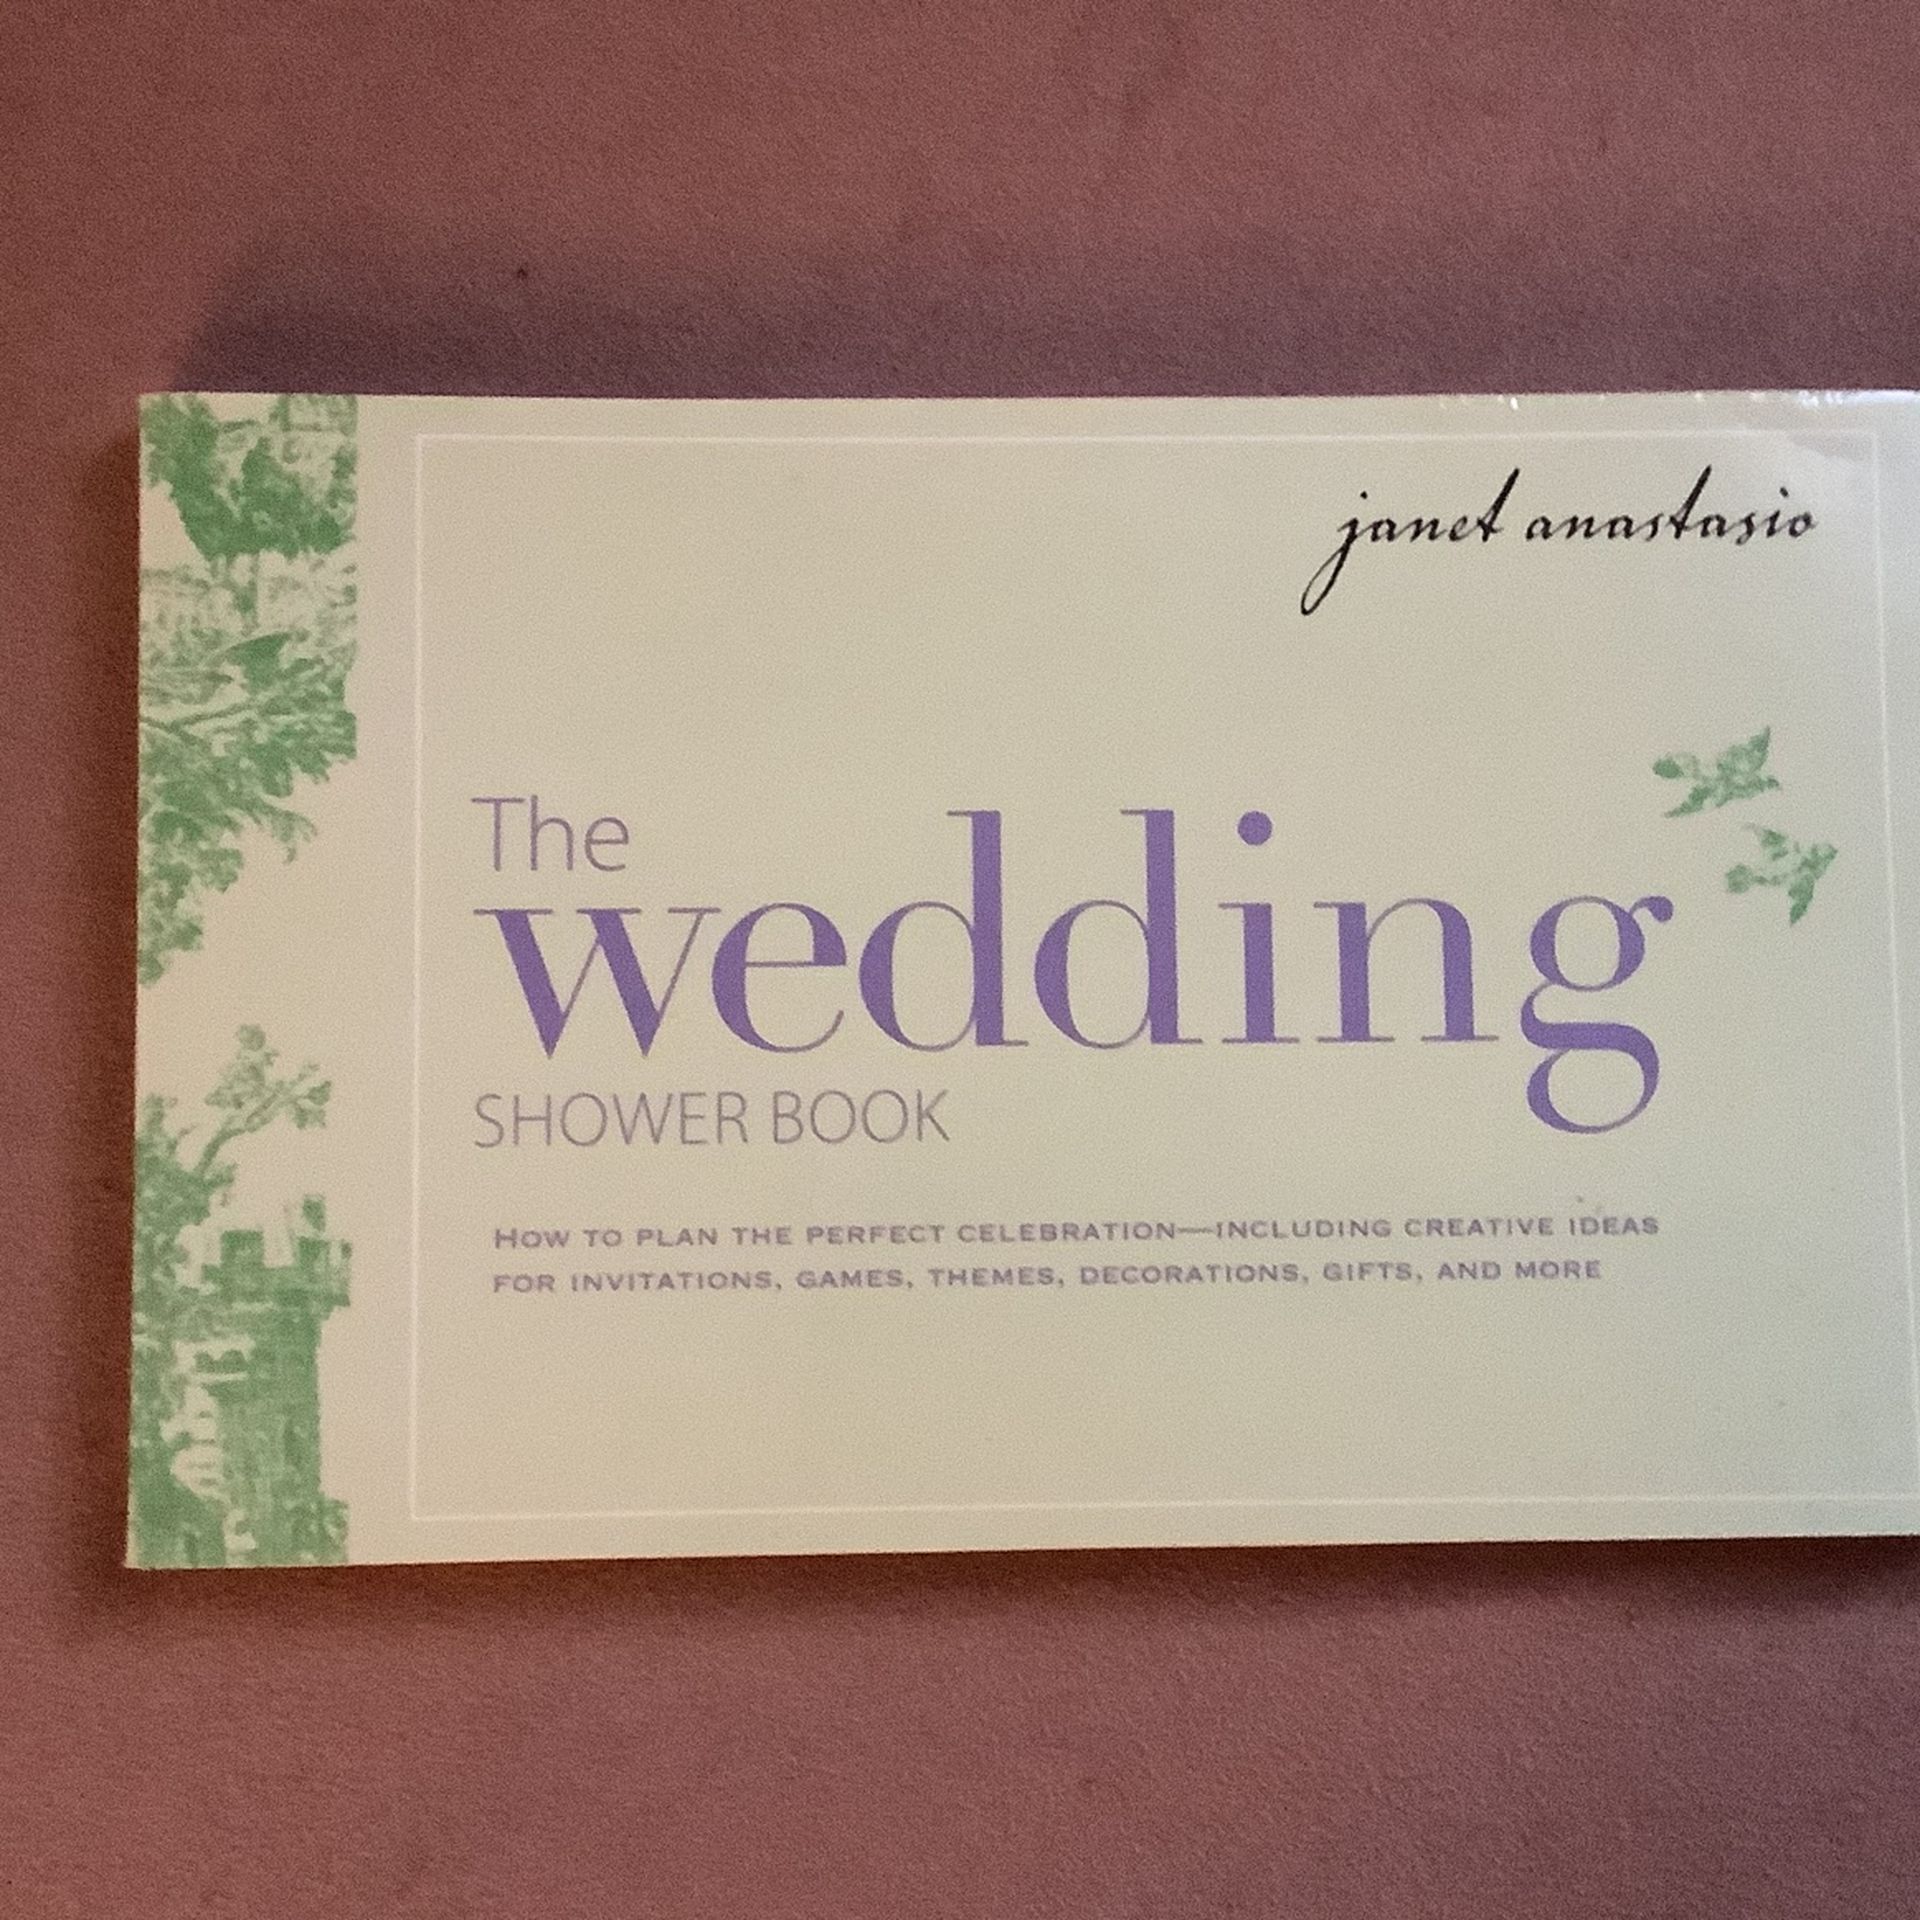 janet anastasio
The
wedding
SHOWER BOOK
HOW TO PLAN THE PERFECT CELEBRATION—INCLUDING CREATIVE IDEAS
FOR INVITATIONS, GAMES, THEMES, DECORATIONS, GIFTS, AND MORE